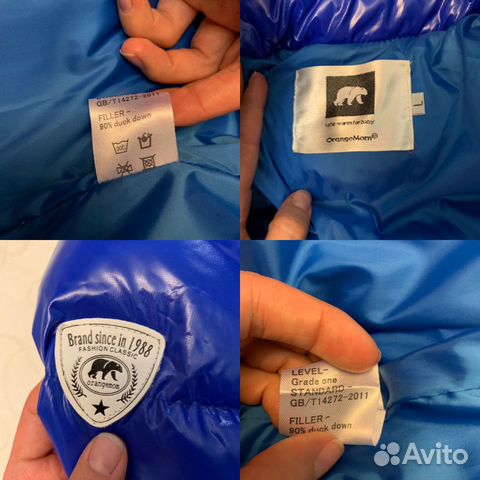 GB/T14272-2011
FILLER-
90% duck down
30C
safe·warm for baby
OrangeMom©
L
Brand since in 1988
FASHION CLASSIC
orangemom
LEVEL-
Grade one
STANDARD-
GB/T14272-2011
FILLER-
90% duck down
Avito